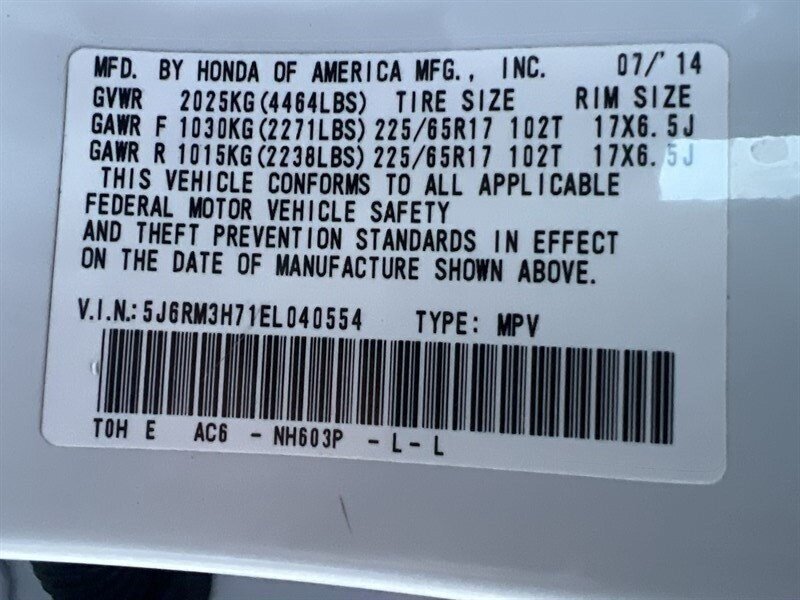 MFD. BY HONDA OF AMERICA MFG., INC. 07/'14
GVWR 2025KG(4464LBS) TIRE SIZE RIM SIZE
GAWR F 1030KG(2271LBS) 225/65R17 102T 17X6.5J
GAWR R 1015KG(2238LBS) 225/65R17 102T 17X6.5J
THIS VEHICLE CONFORMS TO ALL APPLICABLE
FEDERAL MOTOR VEHICLE SAFETY
AND THEFT PREVENTION STANDARDS IN EFFECT
ON THE DATE OF MANUFACTURE SHOWN ABOVE.
V.I.N.: 5J6RM3H71EL040554 TYPE: MPV
TOH E AC6 - NH603P - L - L